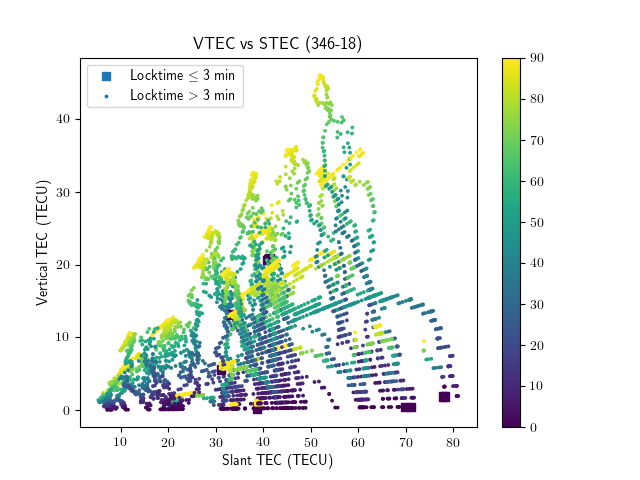 VTEC vs STEC (346-18)
Locktime ≤ 3 min
Locktime > 3 min
Vertical TEC (TECU)
40
30
20
10
0
10 20 30 40 50 60 70 80
Slant TEC (TECU)
90
80
70
60
50
40
30
20
10
0